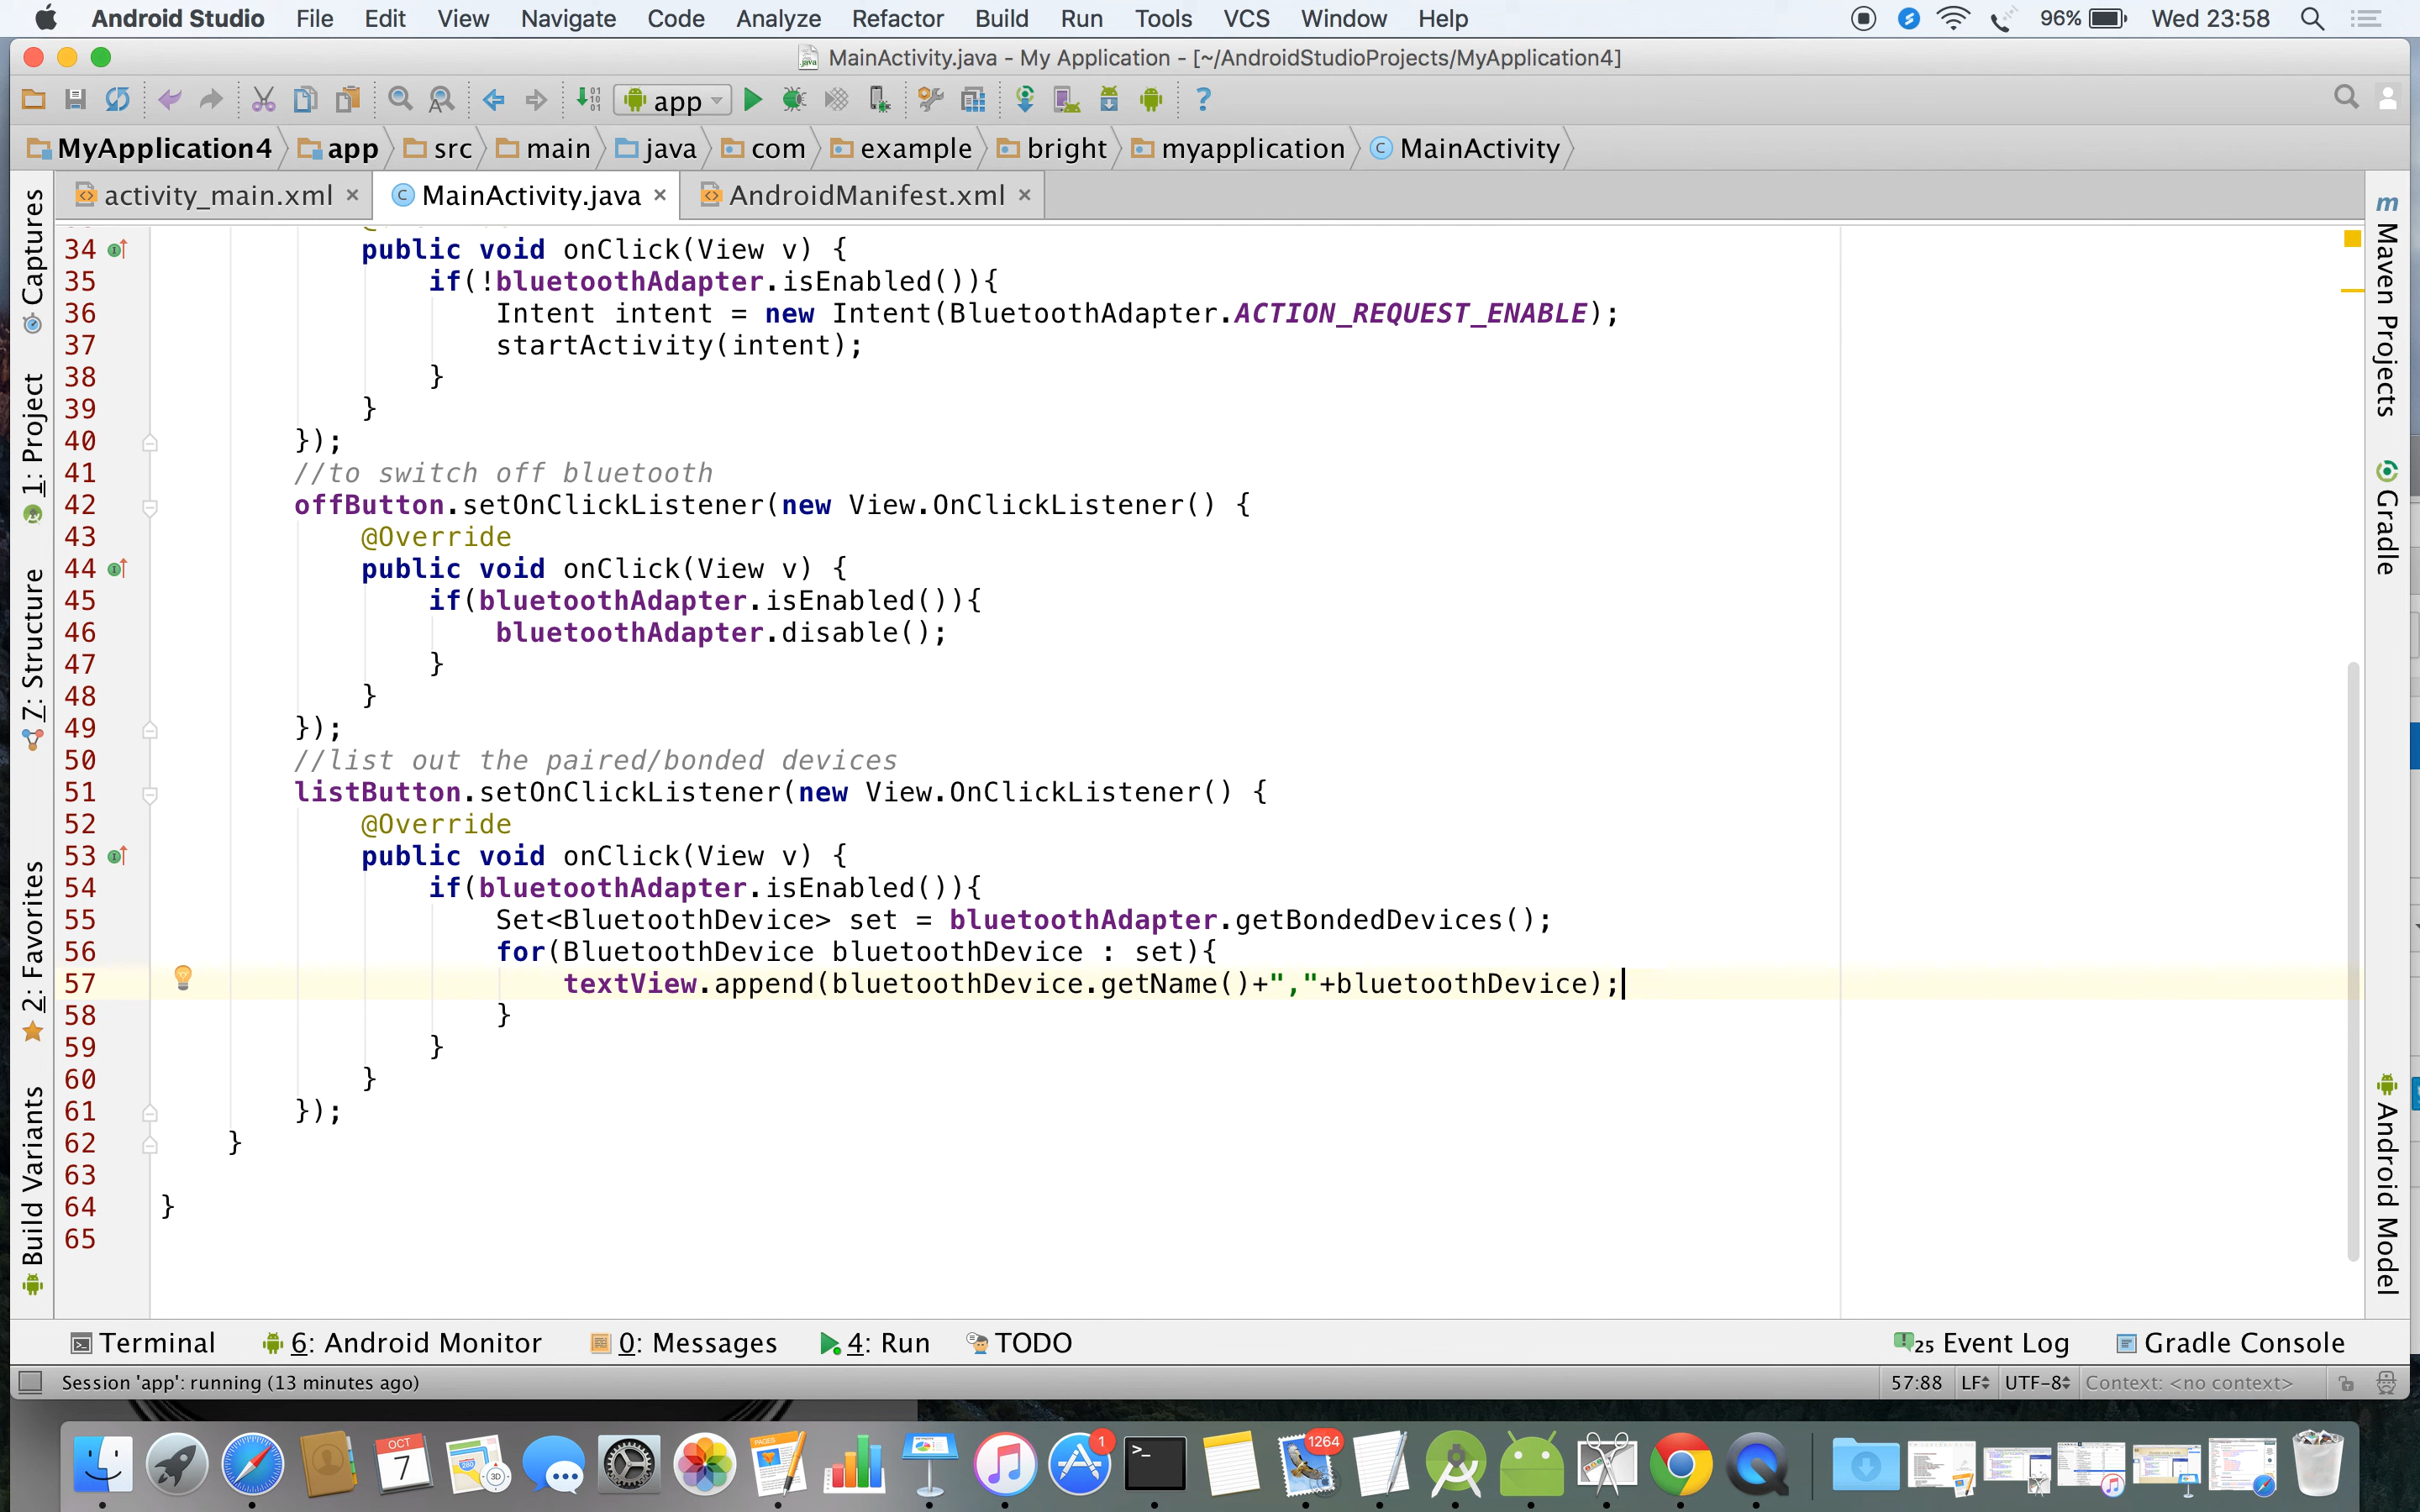 Android Studio File Edit View Navigate Code Analyze Refactor Build Run Tools VCS Window Help 96% Wed 23:58
MainActivity.java - My Application - [~/AndroidStudioProjects/MyApplication4]
app
MyApplication4 app src main java com example bright myapplication MainActivity
activity_main.xml MainActivity.java AndroidManifest.xml
Captures
1: Project
7: Structure
2: Favorites
Build Variants
34 public void onClick(View v) {
35 if(!bluetoothAdapter.isEnabled()){
36 Intent intent = new Intent(BluetoothAdapter.ACTION_REQUEST_ENABLE);
37 startActivity(intent);
38 }
39 }
40 });
41 //to switch off bluetooth
42 offButton.setOnClickListener(new View.OnClickListener() {
43 @Override
44 public void onClick(View v) {
45 if(bluetoothAdapter.isEnabled()){
46 bluetoothAdapter.disable();
47 }
48 }
49 });
50 //list out the paired/bonded devices
51 listButton.setOnClickListener(new View.OnClickListener() {
52 @Override
53 public void onClick(View v) {
54 if(bluetoothAdapter.isEnabled()){
55 Set<BluetoothDevice> set = bluetoothAdapter.getBondedDevices();
56 for(BluetoothDevice bluetoothDevice : set){
57 textView.append(bluetoothDevice.getName()+","+bluetoothDevice);
58 }
59 }
60 }
61 });
62 }
63
64 }
65
Maven Projects
Gradle
Android Model
Terminal 6: Android Monitor 0: Messages 4: Run TODO 25 Event Log Gradle Console
Session 'app': running (13 minutes ago) 57:88 LF UTF-8 Context: <no context>
OCT
7
280
3D
PAGES
1
1264